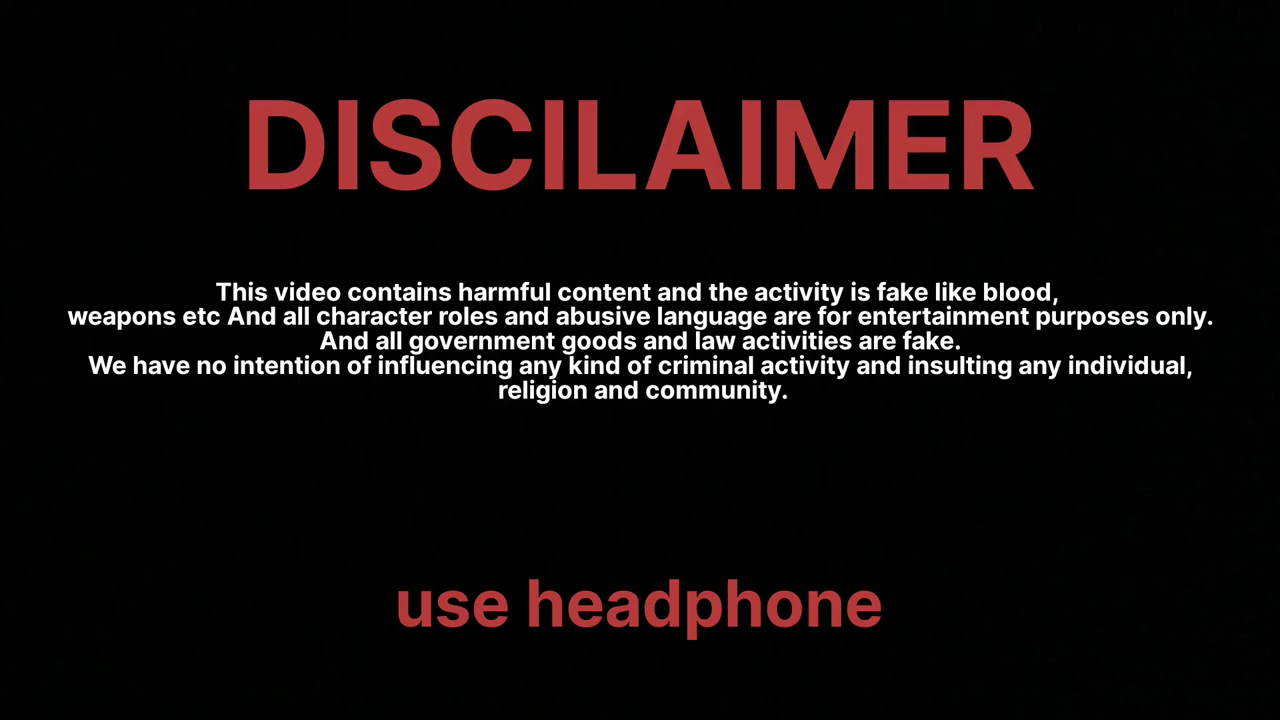 DISCILAIMER
This video contains harmful content and the activity is fake like blood,
weapons etc And all character roles and abusive language are for entertainment purposes only.
And all government goods and law activities are fake.
We have no intention of influencing any kind of criminal activity and insulting any individual,
religion and community.
use headphone